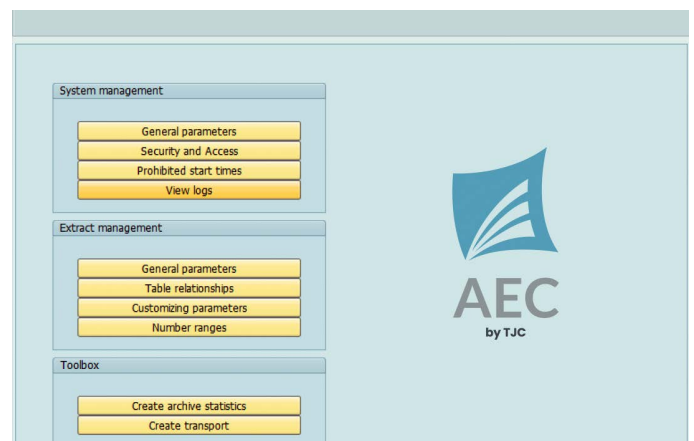 System management
General parameters
Security and Access
Prohibited start times
View logs
Extract management
General parameters
Table relationships
Customizing parameters
Number ranges
Toolbox
Create archive statistics
Create transport
AEC
by TJC